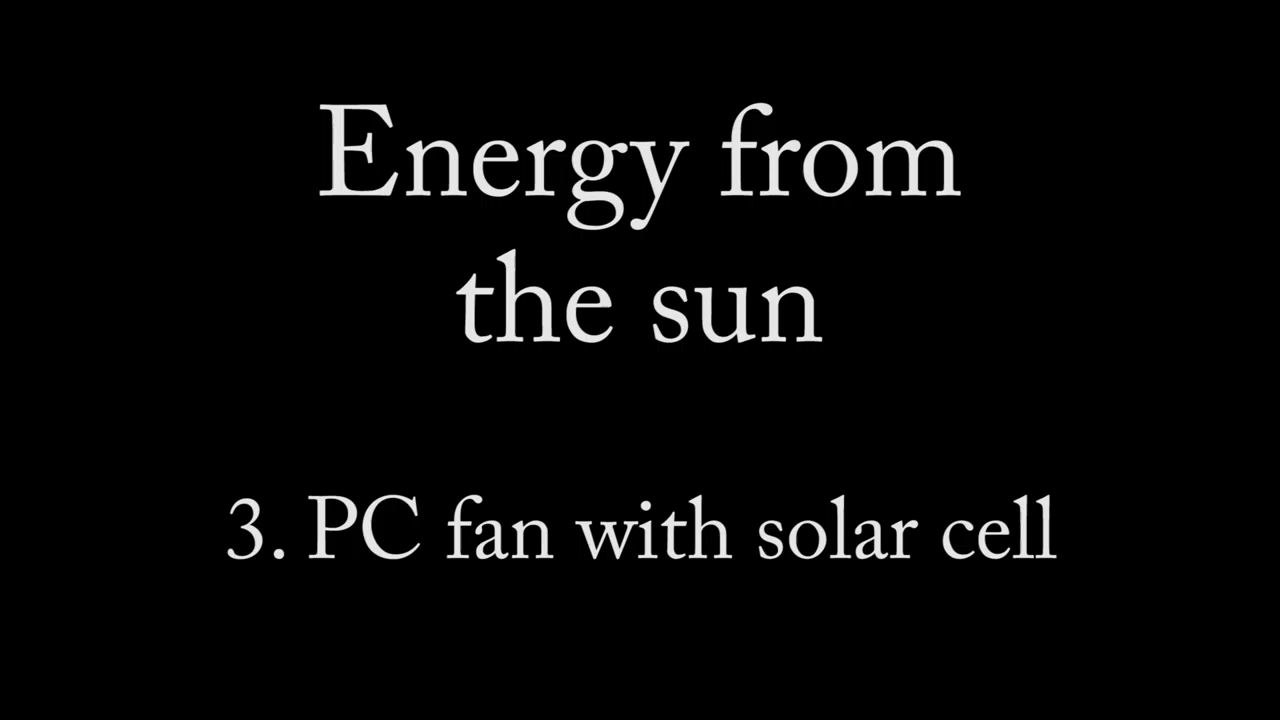 Energy from
the sun
3. PC fan with solar cell